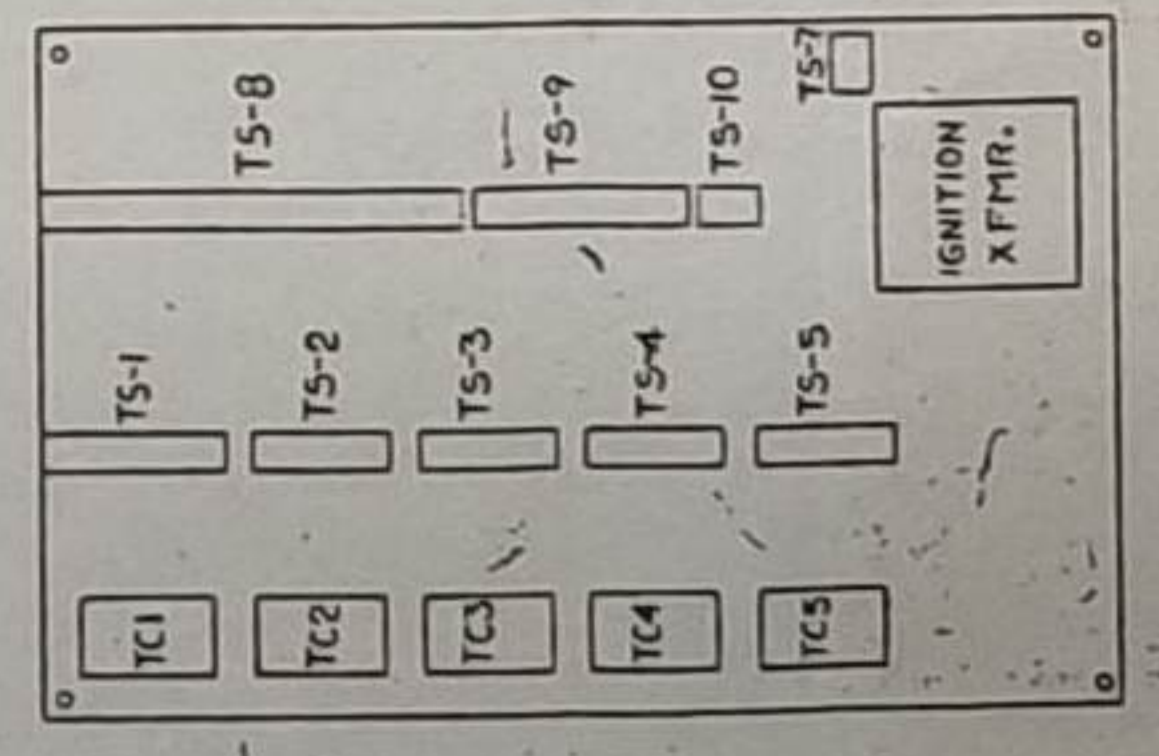 TS-8
TS-9
TS-10
TS-7
IGNITION
XFMR.
TS-1
TS-2
TS-3
TS-4
TS-5
TC1
TC2
TC3
TC4
TC5